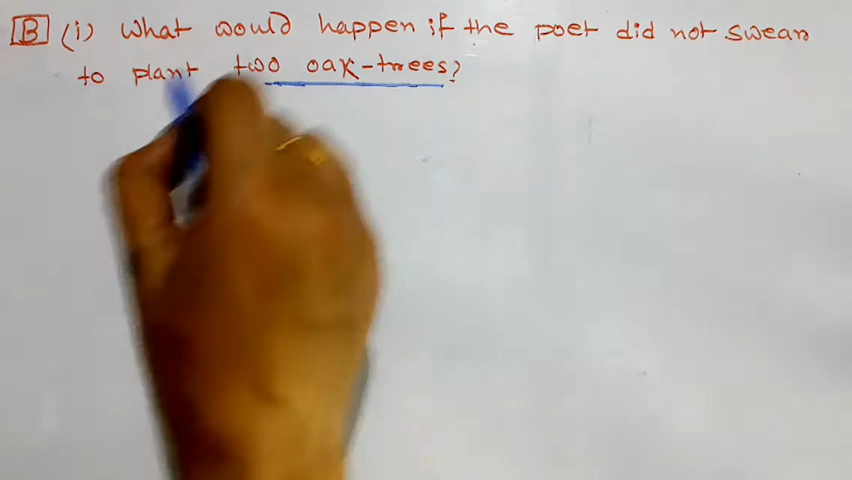 B (i) What would happen if the poet did not swear
to plant two oak-trees?